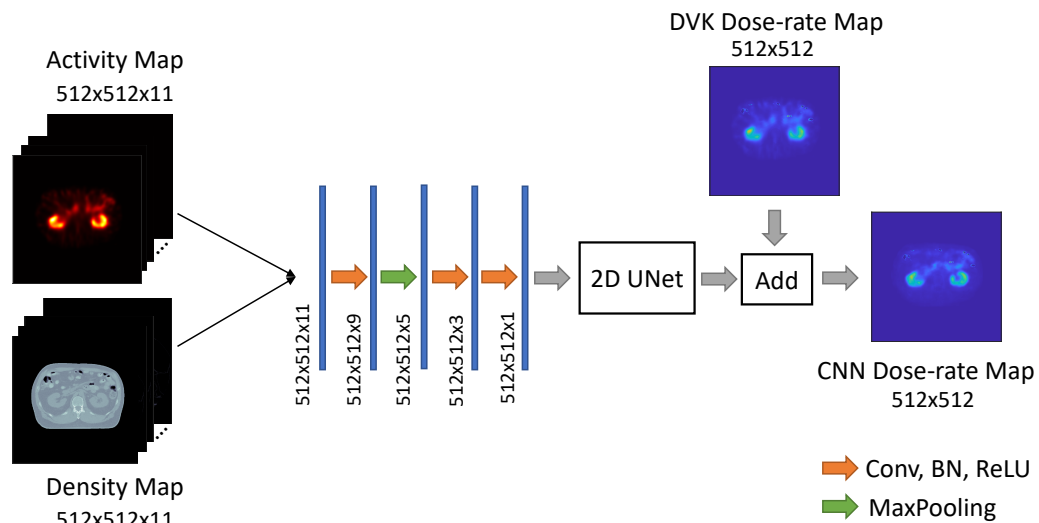 DVK Dose-rate Map
512x512
Activity Map
512x512x11
512x512x11
512x512x9
512x512x5
512x512x3
512x512x1
2D UNet
Add
CNN Dose-rate Map
512x512
Density Map
512x512x11
Conv, BN, ReLU
MaxPooling